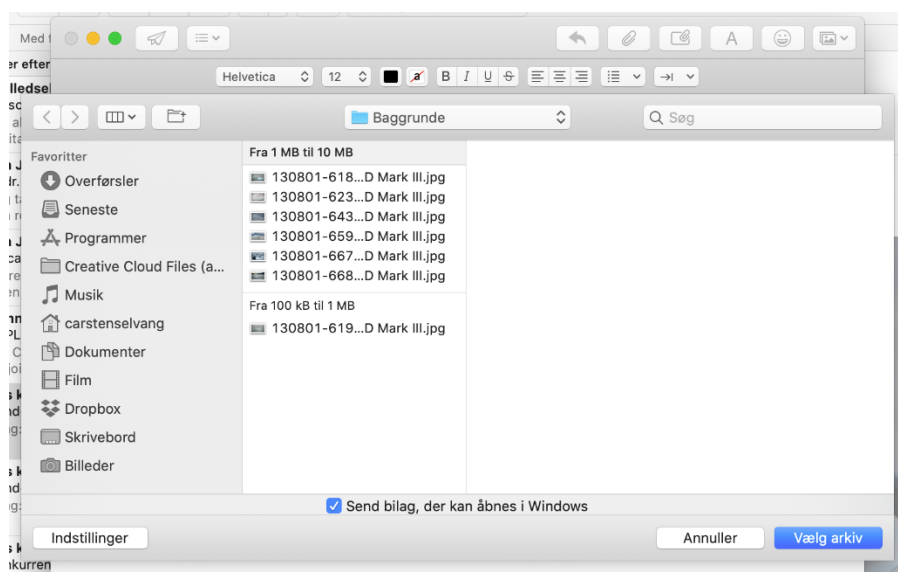 Med f
er efter
lledsel
Helvetica 12 B I U S
Baggrunde
Søg
Favoritter
Overførsler
Seneste
Programmer
Creative Cloud Files (a...
Musik
carstenselvang
Dokumenter
Film
Dropbox
Skrivebord
Billeder
Fra 1 MB til 10 MB
130801-618...D Mark III.jpg
130801-623...D Mark III.jpg
130801-643...D Mark III.jpg
130801-659...D Mark III.jpg
130801-667...D Mark III.jpg
130801-668...D Mark III.jpg
Fra 100 kB til 1 MB
130801-619...D Mark III.jpg
Send bilag, der kan åbnes i Windows
Indstillinger
Annuller
Vælg arkiv
nkurren